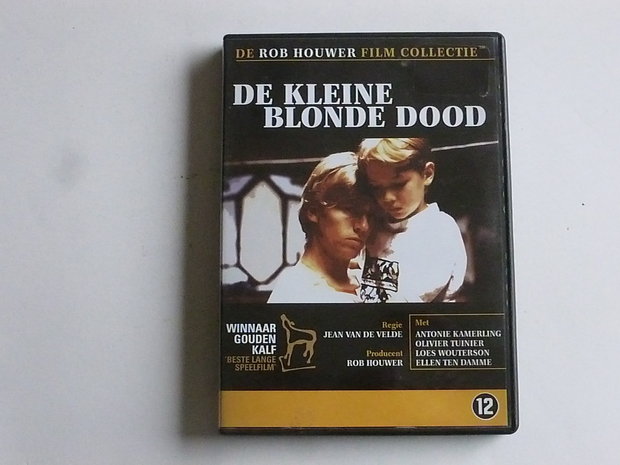 DE ROB HOUWER FILM COLLECTIE™
DE KLEINE
BLONDE DOOD
WINNAAR
GOUDEN
KALF
'BESTE LANGE
SPEELFILM'
Regie
JEAN VAN DE VELDE
Producent
ROB HOUWER
Met
ANTONIE KAMERLING
OLIVIER TUINIER
LOES WOUTERSON
ELLEN TEN DAMME
12